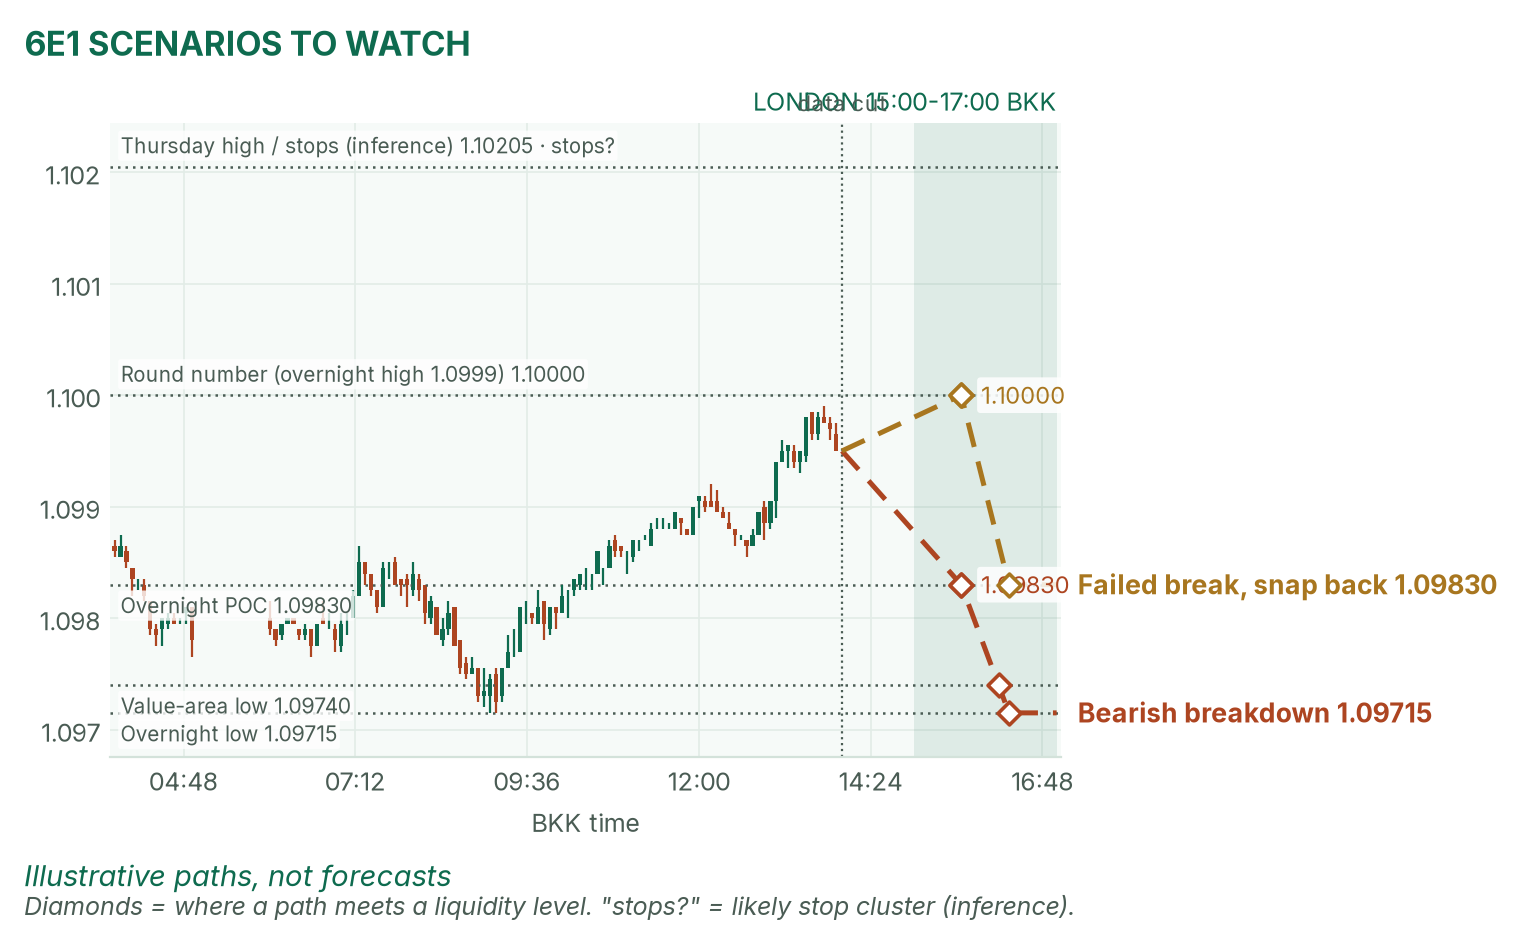 6E1 SCENARIOS TO WATCH
LONDON 15:00-17:00 BKK
data cut
Thursday high / stops (inference) 1.10205 · stops?
1.102
1.101
Round number (overnight high 1.0999) 1.10000
1.100
1.10000
1.099
1.09830
Failed break, snap back 1.09830
Overnight POC 1.09830
1.098
Value-area low 1.09740
Bearish breakdown 1.09715
1.097
Overnight low 1.09715
04:48
07:12
09:36
12:00
14:24
16:48
BKK time
Illustrative paths, not forecasts
Diamonds = where a path meets a liquidity level. "stops?" = likely stop cluster (inference).